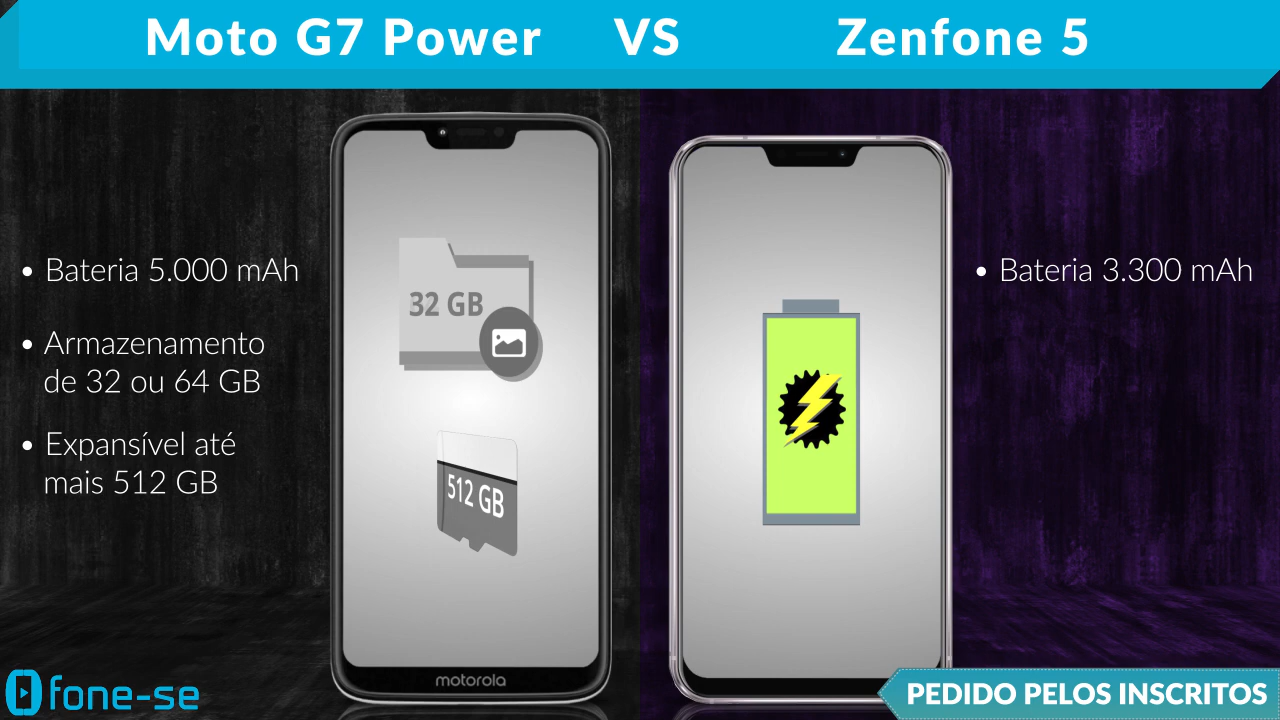 Moto G7 Power VS Zenfone 5
• Bateria 5.000 mAh
• Armazenamento
de 32 ou 64 GB
• Expansível até
mais 512 GB
32 GB
512 GB
motorola
• Bateria 3.300 mAh
fone-se
PEDIDO PELOS INSCRITOS